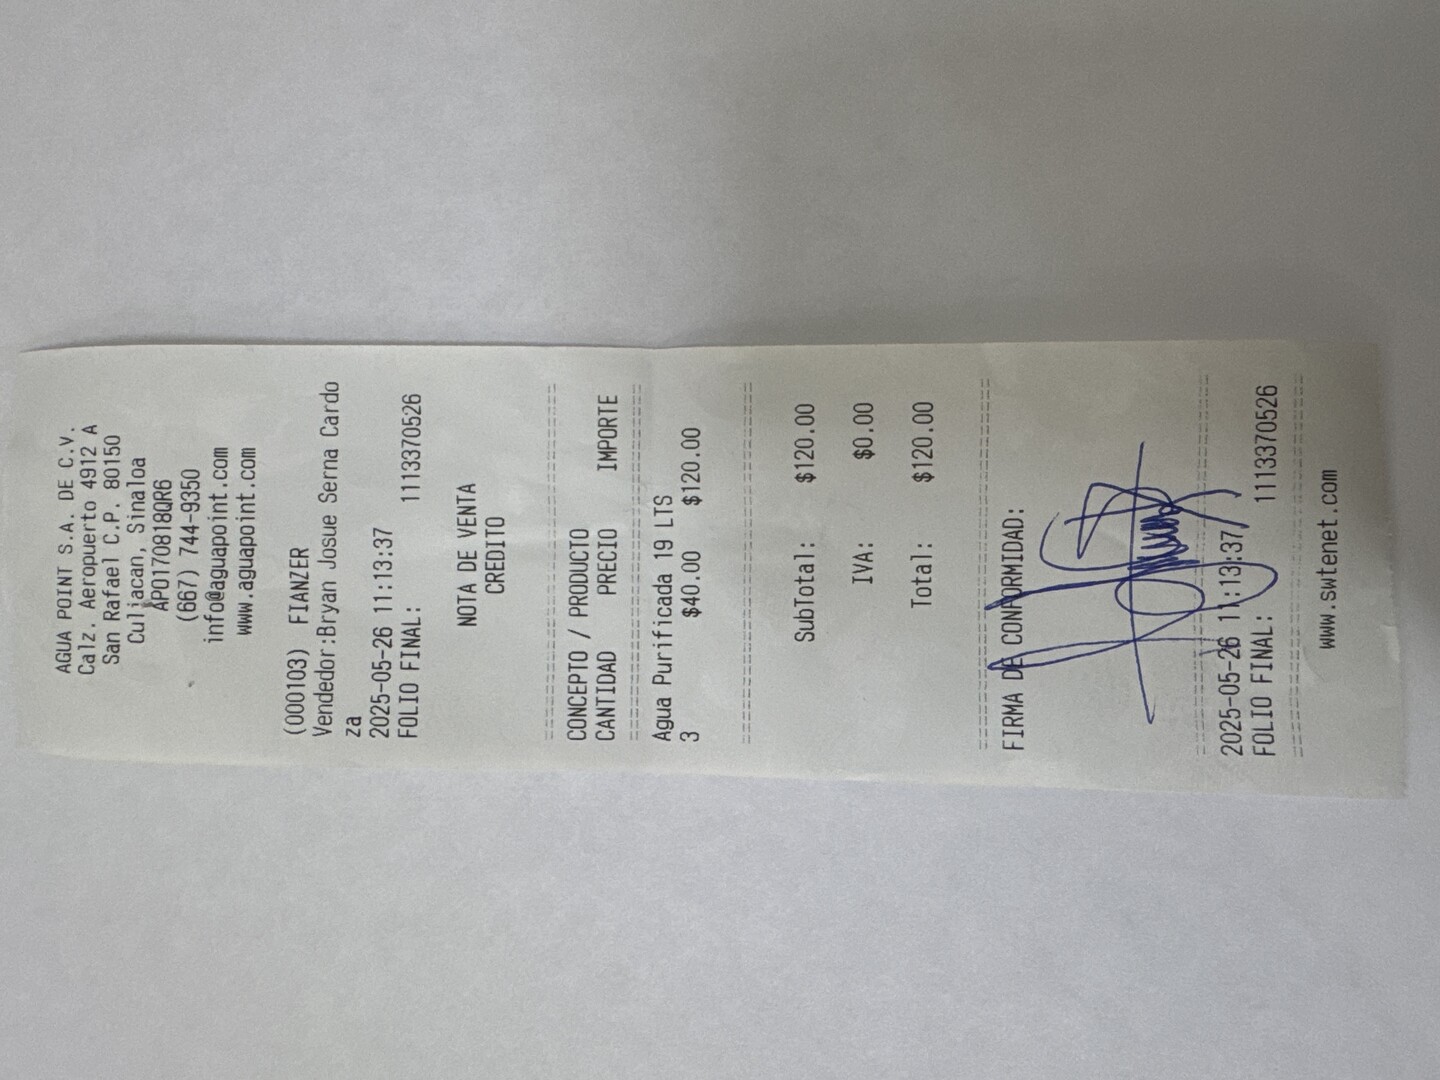 AGUA POINT S.A. DE C.V.
Calz. Aeropuerto 4912 A
San Rafael C.P. 80150
Culiacan, Sinaloa
APO170818QR6
(667) 744-9350
info@aguapoint.com
www.aguapoint.com
(000103) FIANZER
Vendedor:Bryan Josue Serna Cardo
za
2025-05-26 11:13:37
FOLIO FINAL: 1113370526
NOTA DE VENTA
CREDITO
CONCEPTO / PRODUCTO
CANTIDAD PRECIO IMPORTE
Agua Purificada 19 LTS
3 $40.00 $120.00
SubTotal: $120.00
IVA: $0.00
Total: $120.00
FIRMA DE CONFORMIDAD:
2025-05-26 11:13:37
FOLIO FINAL: 1113370526
www.swtenet.com